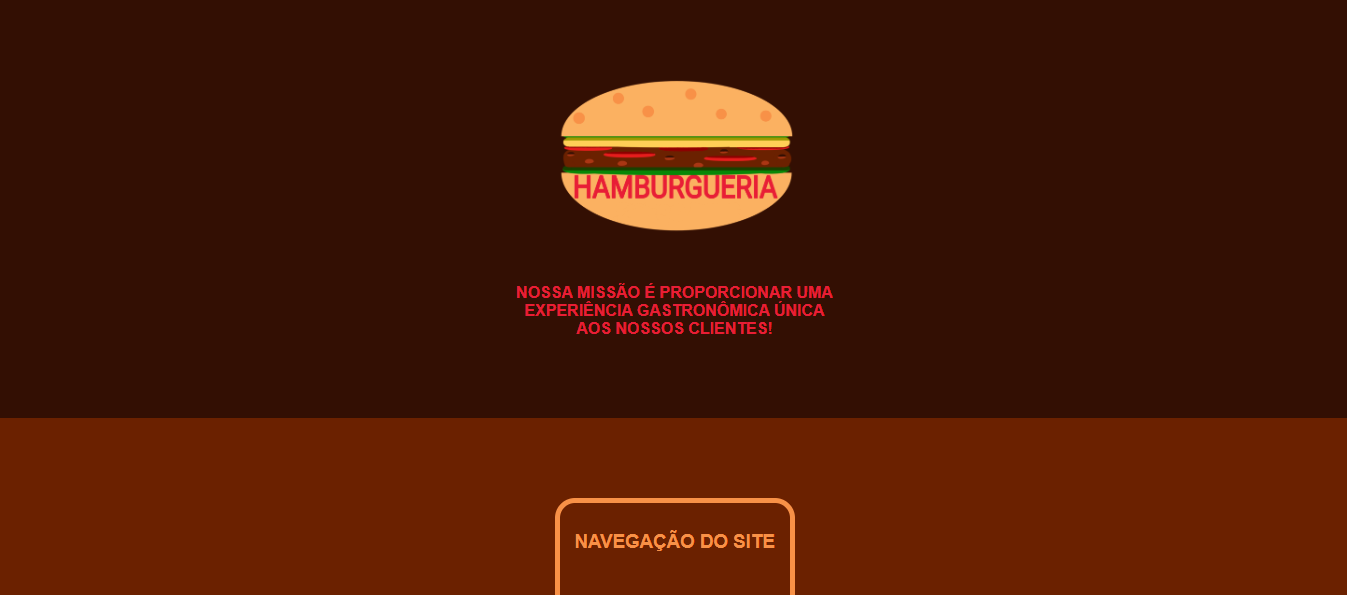 HAMBURGUERIA
NOSSA MISSÃO É PROPORCIONAR UMA
EXPERIÊNCIA GASTRONÔMICA ÚNICA
AOS NOSSOS CLIENTES!
NAVEGAÇÃO DO SITE